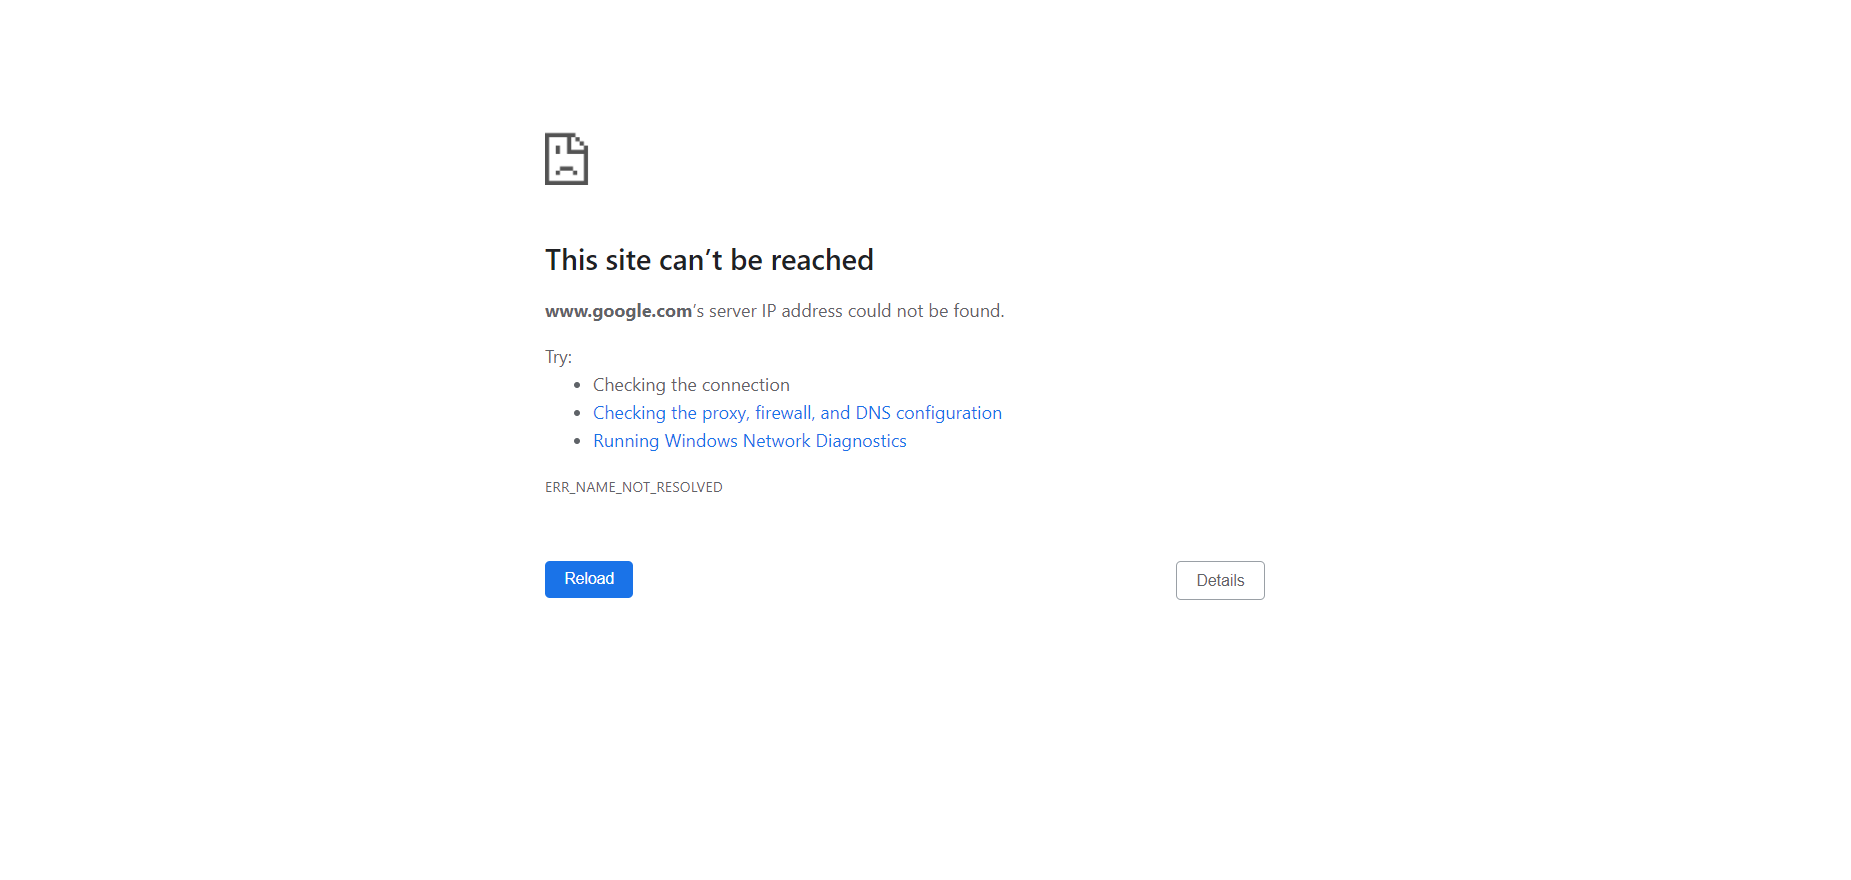 This site can’t be reached
www.google.com’s server IP address could not be found.
Try:
• Checking the connection
• Checking the proxy, firewall, and DNS configuration
• Running Windows Network Diagnostics
ERR_NAME_NOT_RESOLVED
Reload
Details